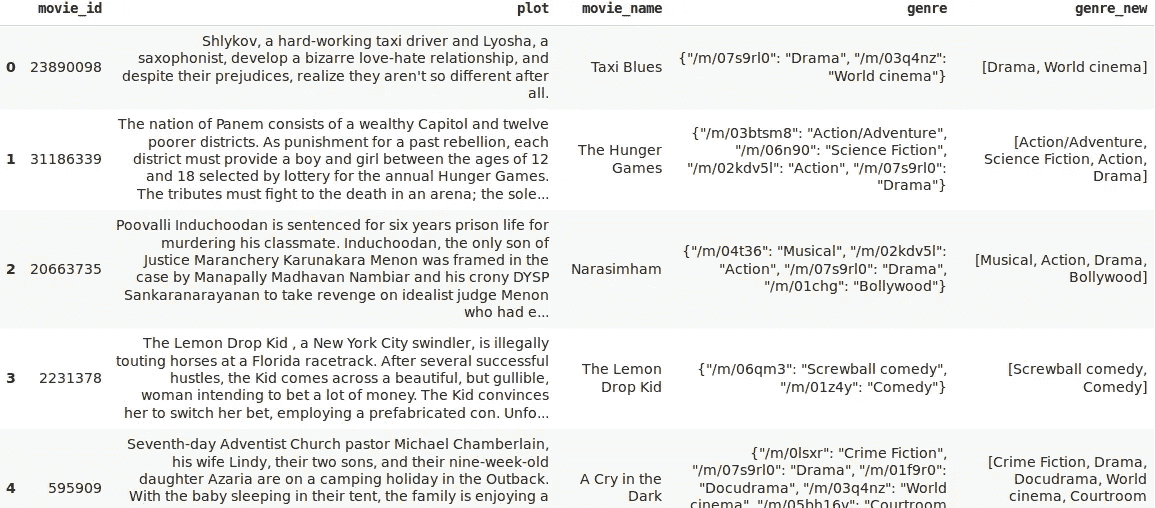 movie_id plot movie_name genre genre_new
0 23890098
Shlykov, a hard-working taxi driver and Lyosha, a
saxophonist, develop a bizarre love-hate relationship, and
despite their prejudices, realize they aren't so different after
all.
Taxi Blues
{"/m/07s9rl0": "Drama", "/m/03q4nz":
"World cinema"}
[Drama, World cinema]
1 31186339
The nation of Panem consists of a wealthy Capitol and twelve
poorer districts. As punishment for a past rebellion, each
district must provide a boy and girl between the ages of 12
and 18 selected by lottery for the annual Hunger Games.
The tributes must fight to the death in an arena; the sole...
The Hunger
Games
{"/m/03btsm8": "Action/Adventure",
"/m/06n90": "Science Fiction",
"/m/02kdv5l": "Action", "/m/07s9rl0":
"Drama"}
[Action/Adventure,
Science Fiction, Action,
Drama]
2 20663735
Poovalli Induchoodan is sentenced for six years prison life for
murdering his classmate. Induchoodan, the only son of
Justice Maranchery Karunakara Menon was framed in the
case by Manapally Madhavan Nambiar and his crony DYSP
Sankaranarayanan to take revenge on idealist judge Menon
who had e...
Narasimham
{"/m/04t36": "Musical", "/m/02kdv5l":
"Action", "/m/07s9rl0": "Drama",
"/m/01chg": "Bollywood"}
[Musical, Action, Drama,
Bollywood]
3 2231378
The Lemon Drop Kid , a New York City swindler, is illegally
touting horses at a Florida racetrack. After several successful
hustles, the Kid comes across a beautiful, but gullible,
woman intending to bet a lot of money. The Kid convinces
her to switch her bet, employing a prefabricated con. Unfo...
The Lemon
Drop Kid
{"/m/06qm3": "Screwball comedy",
"/m/01z4y": "Comedy"}
[Screwball comedy,
Comedy]
4 595909
Seventh-day Adventist Church pastor Michael Chamberlain,
his wife Lindy, their two sons, and their nine-week-old
daughter Azaria are on a camping holiday in the Outback.
With the baby sleeping in their tent, the family is enjoying a
A Cry in the
Dark
{"/m/0lsxr": "Crime Fiction",
"/m/07s9rl0": "Drama", "/m/01f9r0":
"Docudrama", "/m/03q4nz": "World
cinema", "/m/05bh16v": "Courtroom
[Crime Fiction, Drama,
Docudrama, World
cinema, Courtroom